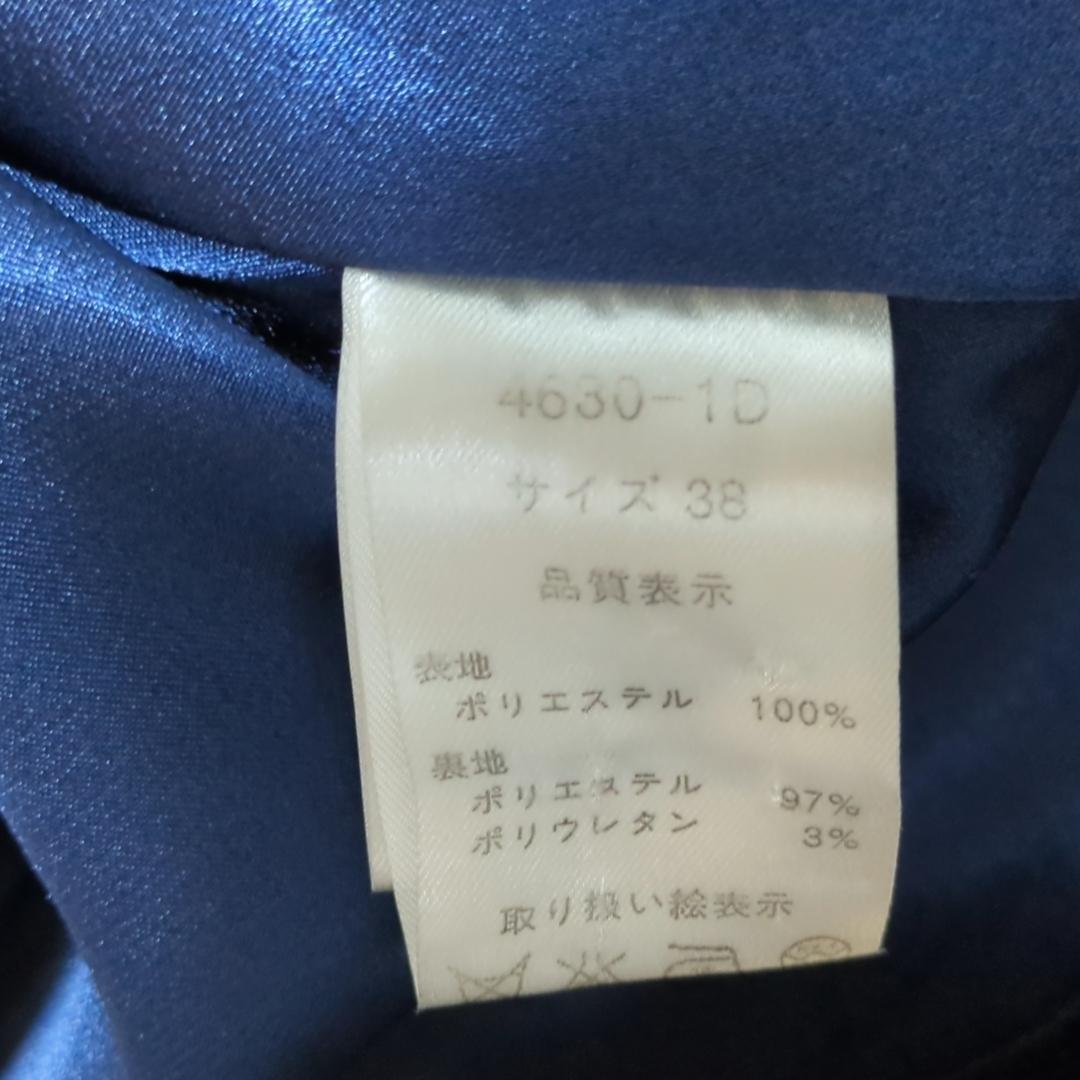 4630-1D
サイズ 38
品質表示
表地
ポリエステル 100%
裏地
ポリエステル 97%
ポリウレタン 3%
取り扱い絵表示